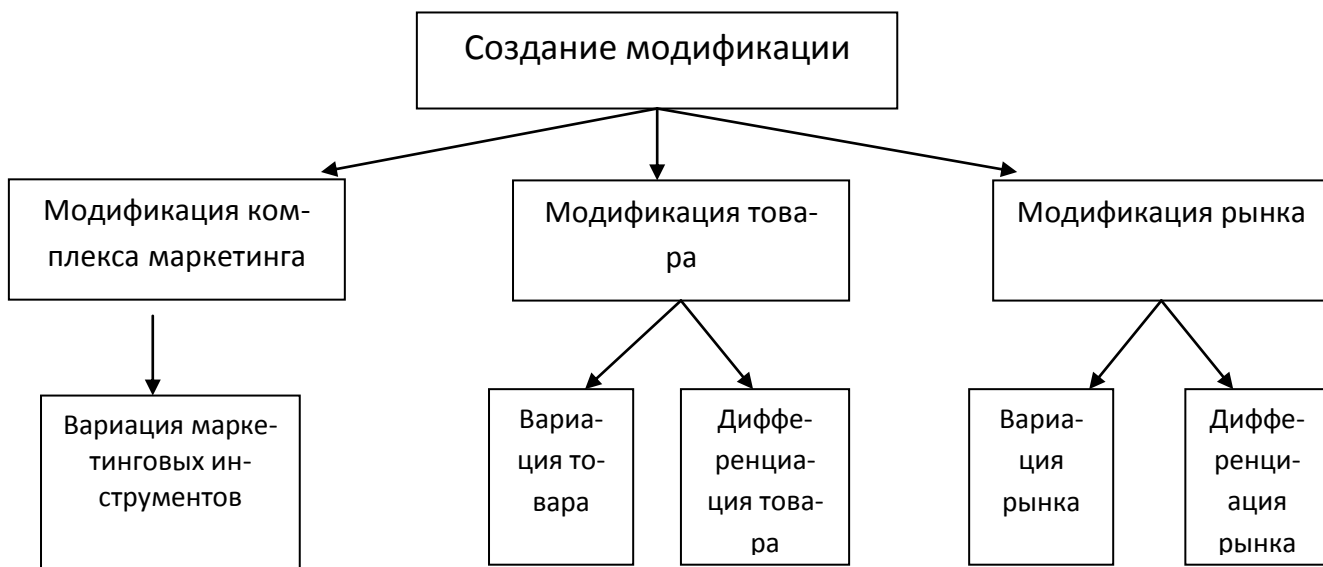 Создание модификации
Модификация ком-
плекса маркетинга
Модификация това-
ра
Модификация рынка
Вариация марке-
тинговых ин-
струментов
Вариа-
ция то-
вара
Диффе-
ренциа-
ция това-
ра
Вариа-
ция
рынка
Диффе-
ренци-
ация
рынка